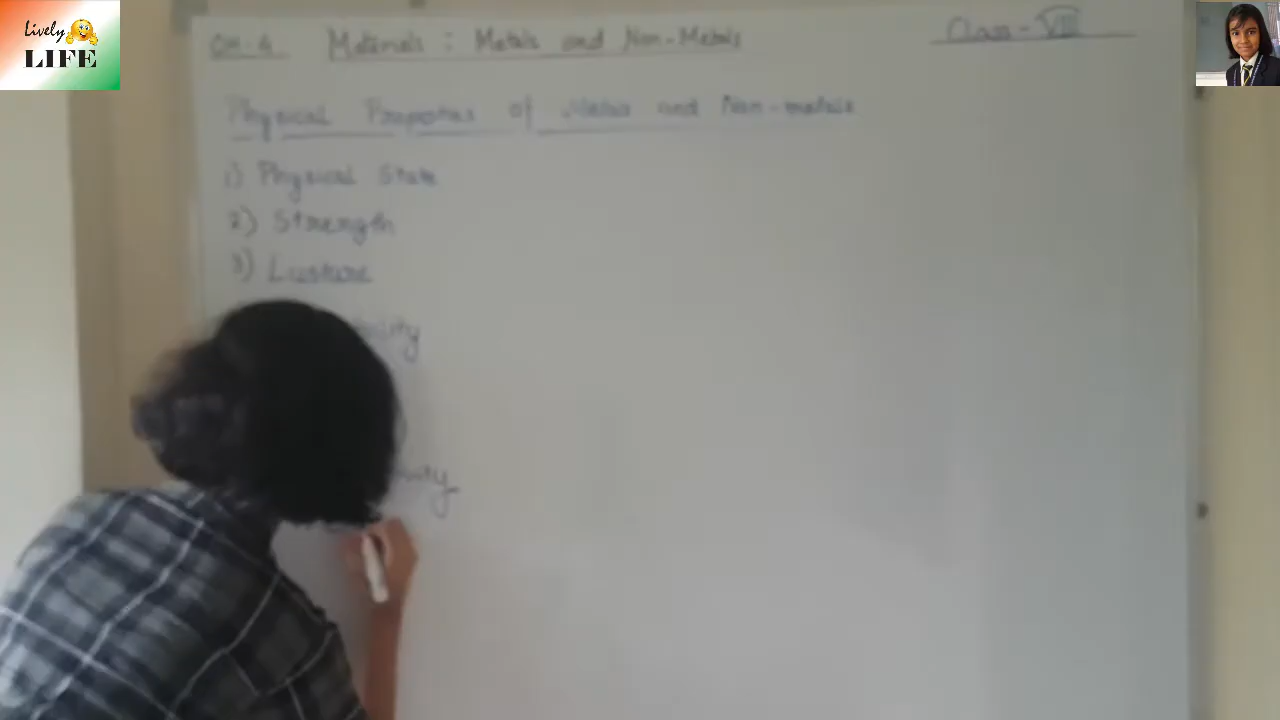 Lively
LIFE
CH-4 Materials : Metals and Non-Metals Class-VIII
Physical Properties of Metals and Non-metals
1) Physical State
2) Strength
3) Lusture